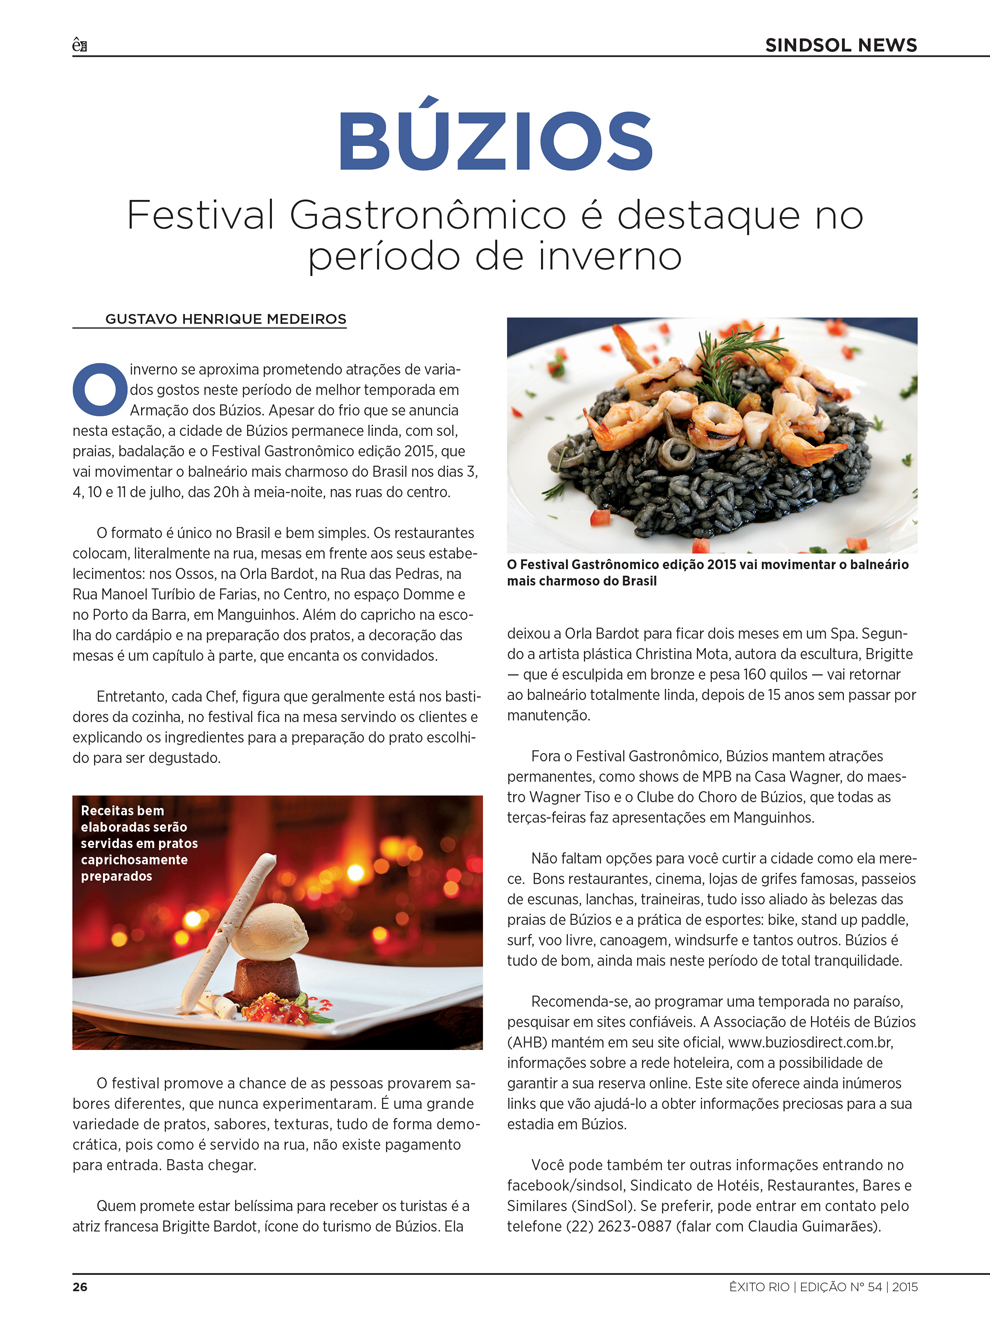 SINDSOL NEWS
BÚZIOS
Festival Gastronômico é destaque no
período de inverno
GUSTAVO HENRIQUE MEDEIROS
O inverno se aproxima prometendo atrações de varia-
dos gostos neste período de melhor temporada em
Armação dos Búzios. Apesar do frio que se anuncia
nesta estação, a cidade de Búzios permanece linda, com sol,
praias, badalação e o Festival Gastronômico edição 2015, que
vai movimentar o balneário mais charmoso do Brasil nos dias 3,
4, 10 e 11 de julho, das 20h à meia-noite, nas ruas do centro.
O formato é único no Brasil e bem simples. Os restaurantes
colocam, literalmente na rua, mesas em frente aos seus estabe-
lecimentos: nos Ossos, na Orla Bardot, na Rua das Pedras, na
Rua Manoel Turíbio de Farias, no Centro, no espaço Domme e
no Porto da Barra, em Manguinhos. Além do capricho na esco-
lha do cardápio e na preparação dos pratos, a decoração das
mesas é um capítulo à parte, que encanta os convidados.
Entretanto, cada Chef, figura que geralmente está nos basti-
dores da cozinha, no festival fica na mesa servindo os clientes e
explicando os ingredientes para a preparação do prato escolhi-
do para ser degustado.
Receitas bem
elaboradas serão
servidas em pratos
caprichosamente
preparados
O festival promove a chance de as pessoas provarem sa-
bores diferentes, que nunca experimentaram. É uma grande
variedade de pratos, sabores, texturas, tudo de forma demo-
crática, pois como é servido na rua, não existe pagamento
para entrada. Basta chegar.
Quem promete estar belíssima para receber os turistas é a
atriz francesa Brigitte Bardot, ícone do turismo de Búzios. Ela
O Festival Gastrônomico edição 2015 vai movimentar o balneário
mais charmoso do Brasil
deixou a Orla Bardot para ficar dois meses em um Spa. Segun-
do a artista plástica Christina Mota, autora da escultura, Brigitte
— que é esculpida em bronze e pesa 160 quilos — vai retornar
ao balneário totalmente linda, depois de 15 anos sem passar por
manutenção.
Fora o Festival Gastronômico, Búzios mantem atrações
permanentes, como shows de MPB na Casa Wagner, do maes-
tro Wagner Tiso e o Clube do Choro de Búzios, que todas as
terças-feiras faz apresentações em Manguinhos.
Não faltam opções para você curtir a cidade como ela mere-
ce.  Bons restaurantes, cinema, lojas de grifes famosas, passeios
de escunas, lanchas, traineiras, tudo isso aliado às belezas das
praias de Búzios e a prática de esportes: bike, stand up paddle,
surf, voo livre, canoagem, windsurfe e tantos outros. Búzios é
tudo de bom, ainda mais neste período de total tranquilidade.
Recomenda-se, ao programar uma temporada no paraíso,
pesquisar em sites confiáveis. A Associação de Hotéis de Búzios
(AHB) mantém em seu site oficial, www.buziosdirect.com.br,
informações sobre a rede hoteleira, com a possibilidade de
garantir a sua reserva online. Este site oferece ainda inúmeros
links que vão ajudá-lo a obter informações preciosas para a sua
estadia em Búzios.
Você pode também ter outras informações entrando no
facebook/sindsol, Sindicato de Hotéis, Restaurantes, Bares e
Similares (SindSol). Se preferir, pode entrar em contato pelo
telefone (22) 2623-0887 (falar com Claudia Guimarães).
26
ÊXITO RIO | EDIÇÃO Nº 54 | 2015